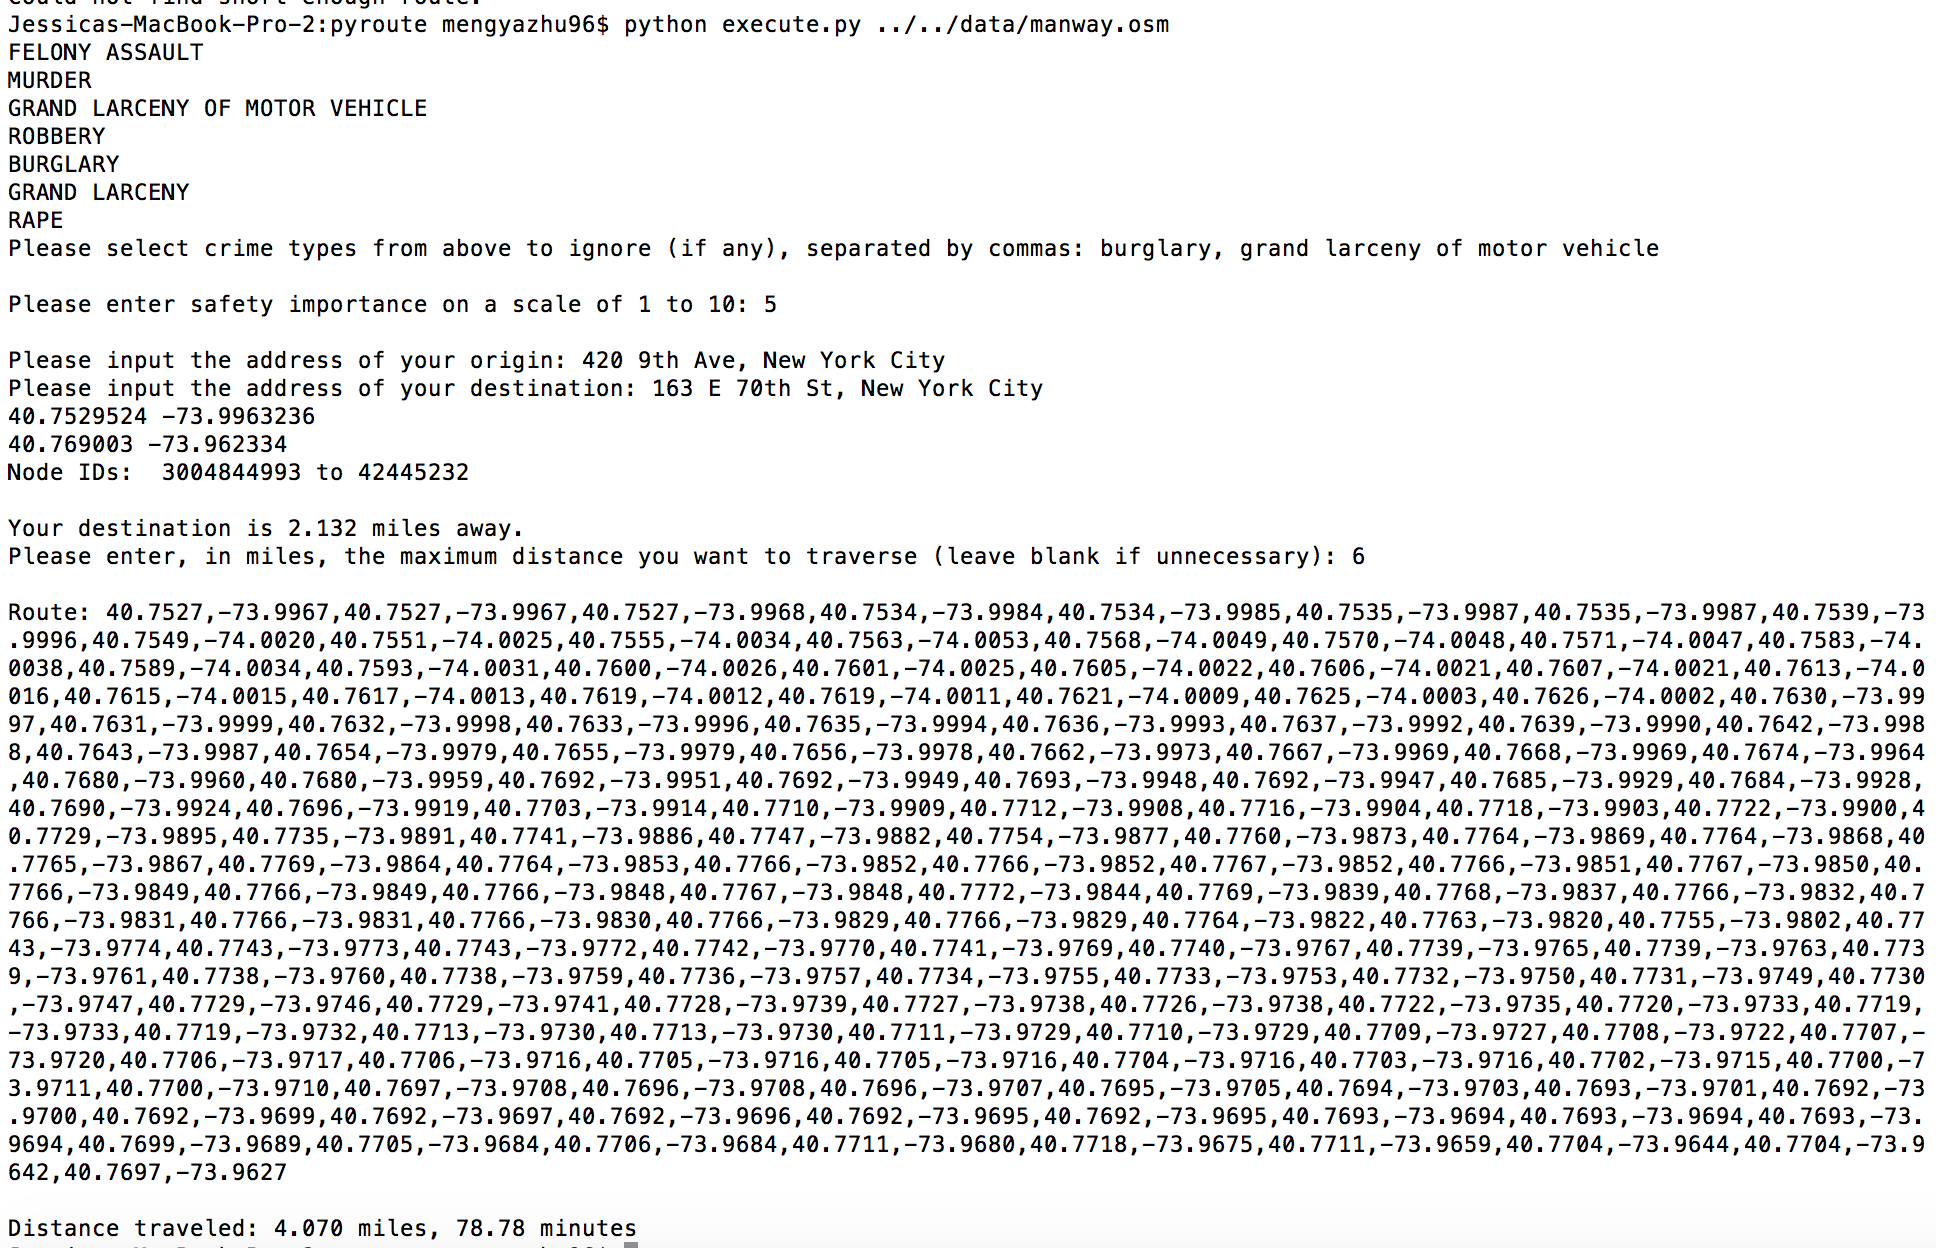 Could not find short enough route.
Jessicas-MacBook-Pro-2:pyroute mengyazhu96$ python execute.py ../../data/manway.osm
FELONY ASSAULT
MURDER
GRAND LARCENY OF MOTOR VEHICLE
ROBBERY
BURGLARY
GRAND LARCENY
RAPE
Please select crime types from above to ignore (if any), separated by commas: burglary, grand larceny of motor vehicle
Please enter safety importance on a scale of 1 to 10: 5
Please input the address of your origin: 420 9th Ave, New York City
Please input the address of your destination: 163 E 70th St, New York City
40.7529524 -73.9963236
40.769003 -73.962334
Node IDs:  3004844993 to 42445232
Your destination is 2.132 miles away.
Please enter, in miles, the maximum distance you want to traverse (leave blank if unnecessary): 6
Route: 40.7527,-73.9967,40.7527,-73.9967,40.7527,-73.9968,40.7534,-73.9984,40.7534,-73.9985,40.7535,-73.9987,40.7535,-73.9987,40.7539,-73
.9996,40.7549,-74.0020,40.7551,-74.0025,40.7555,-74.0034,40.7563,-74.0053,40.7568,-74.0049,40.7570,-74.0048,40.7571,-74.0047,40.7583,-74.
0038,40.7589,-74.0034,40.7593,-74.0031,40.7600,-74.0026,40.7601,-74.0025,40.7605,-74.0022,40.7606,-74.0021,40.7607,-74.0021,40.7613,-74.0
016,40.7615,-74.0015,40.7617,-74.0013,40.7619,-74.0012,40.7619,-74.0011,40.7621,-74.0009,40.7625,-74.0003,40.7626,-74.0002,40.7630,-73.99
97,40.7631,-73.9999,40.7632,-73.9998,40.7633,-73.9996,40.7635,-73.9994,40.7636,-73.9993,40.7637,-73.9992,40.7639,-73.9990,40.7642,-73.998
8,40.7643,-73.9987,40.7654,-73.9979,40.7655,-73.9979,40.7656,-73.9978,40.7662,-73.9973,40.7667,-73.9969,40.7668,-73.9969,40.7674,-73.9964
,40.7680,-73.9960,40.7680,-73.9959,40.7692,-73.9951,40.7692,-73.9949,40.7693,-73.9948,40.7692,-73.9947,40.7685,-73.9929,40.7684,-73.9928,
40.7690,-73.9924,40.7696,-73.9919,40.7703,-73.9914,40.7710,-73.9909,40.7712,-73.9908,40.7716,-73.9904,40.7718,-73.9903,40.7722,-73.9900,4
0.7729,-73.9895,40.7735,-73.9891,40.7741,-73.9886,40.7747,-73.9882,40.7754,-73.9877,40.7760,-73.9873,40.7764,-73.9869,40.7764,-73.9868,40
.7765,-73.9867,40.7769,-73.9864,40.7764,-73.9853,40.7766,-73.9852,40.7766,-73.9852,40.7767,-73.9852,40.7766,-73.9851,40.7767,-73.9850,40.
7766,-73.9849,40.7766,-73.9849,40.7766,-73.9848,40.7767,-73.9848,40.7772,-73.9844,40.7769,-73.9839,40.7768,-73.9837,40.7766,-73.9832,40.7
766,-73.9831,40.7766,-73.9831,40.7766,-73.9830,40.7766,-73.9829,40.7766,-73.9829,40.7764,-73.9822,40.7763,-73.9820,40.7755,-73.9802,40.77
43,-73.9774,40.7743,-73.9773,40.7743,-73.9772,40.7742,-73.9770,40.7741,-73.9769,40.7740,-73.9767,40.7739,-73.9765,40.7739,-73.9763,40.773
9,-73.9761,40.7738,-73.9760,40.7738,-73.9759,40.7736,-73.9757,40.7734,-73.9755,40.7733,-73.9753,40.7732,-73.9750,40.7731,-73.9749,40.7730
,-73.9747,40.7729,-73.9746,40.7729,-73.9741,40.7728,-73.9739,40.7727,-73.9738,40.7726,-73.9738,40.7722,-73.9735,40.7720,-73.9733,40.7719,
-73.9733,40.7719,-73.9732,40.7713,-73.9730,40.7713,-73.9730,40.7711,-73.9729,40.7710,-73.9729,40.7709,-73.9727,40.7708,-73.9722,40.7707,-
73.9720,40.7706,-73.9717,40.7706,-73.9716,40.7705,-73.9716,40.7705,-73.9716,40.7704,-73.9716,40.7703,-73.9716,40.7702,-73.9715,40.7700,-7
3.9711,40.7700,-73.9710,40.7697,-73.9708,40.7696,-73.9708,40.7696,-73.9707,40.7695,-73.9705,40.7694,-73.9703,40.7693,-73.9701,40.7692,-73
.9700,40.7692,-73.9699,40.7692,-73.9697,40.7692,-73.9696,40.7692,-73.9695,40.7692,-73.9695,40.7693,-73.9694,40.7693,-73.9694,40.7693,-73.
9694,40.7699,-73.9689,40.7705,-73.9684,40.7706,-73.9684,40.7711,-73.9680,40.7718,-73.9675,40.7711,-73.9659,40.7704,-73.9644,40.7704,-73.9
642,40.7697,-73.9627
Distance traveled: 4.070 miles, 78.78 minutes